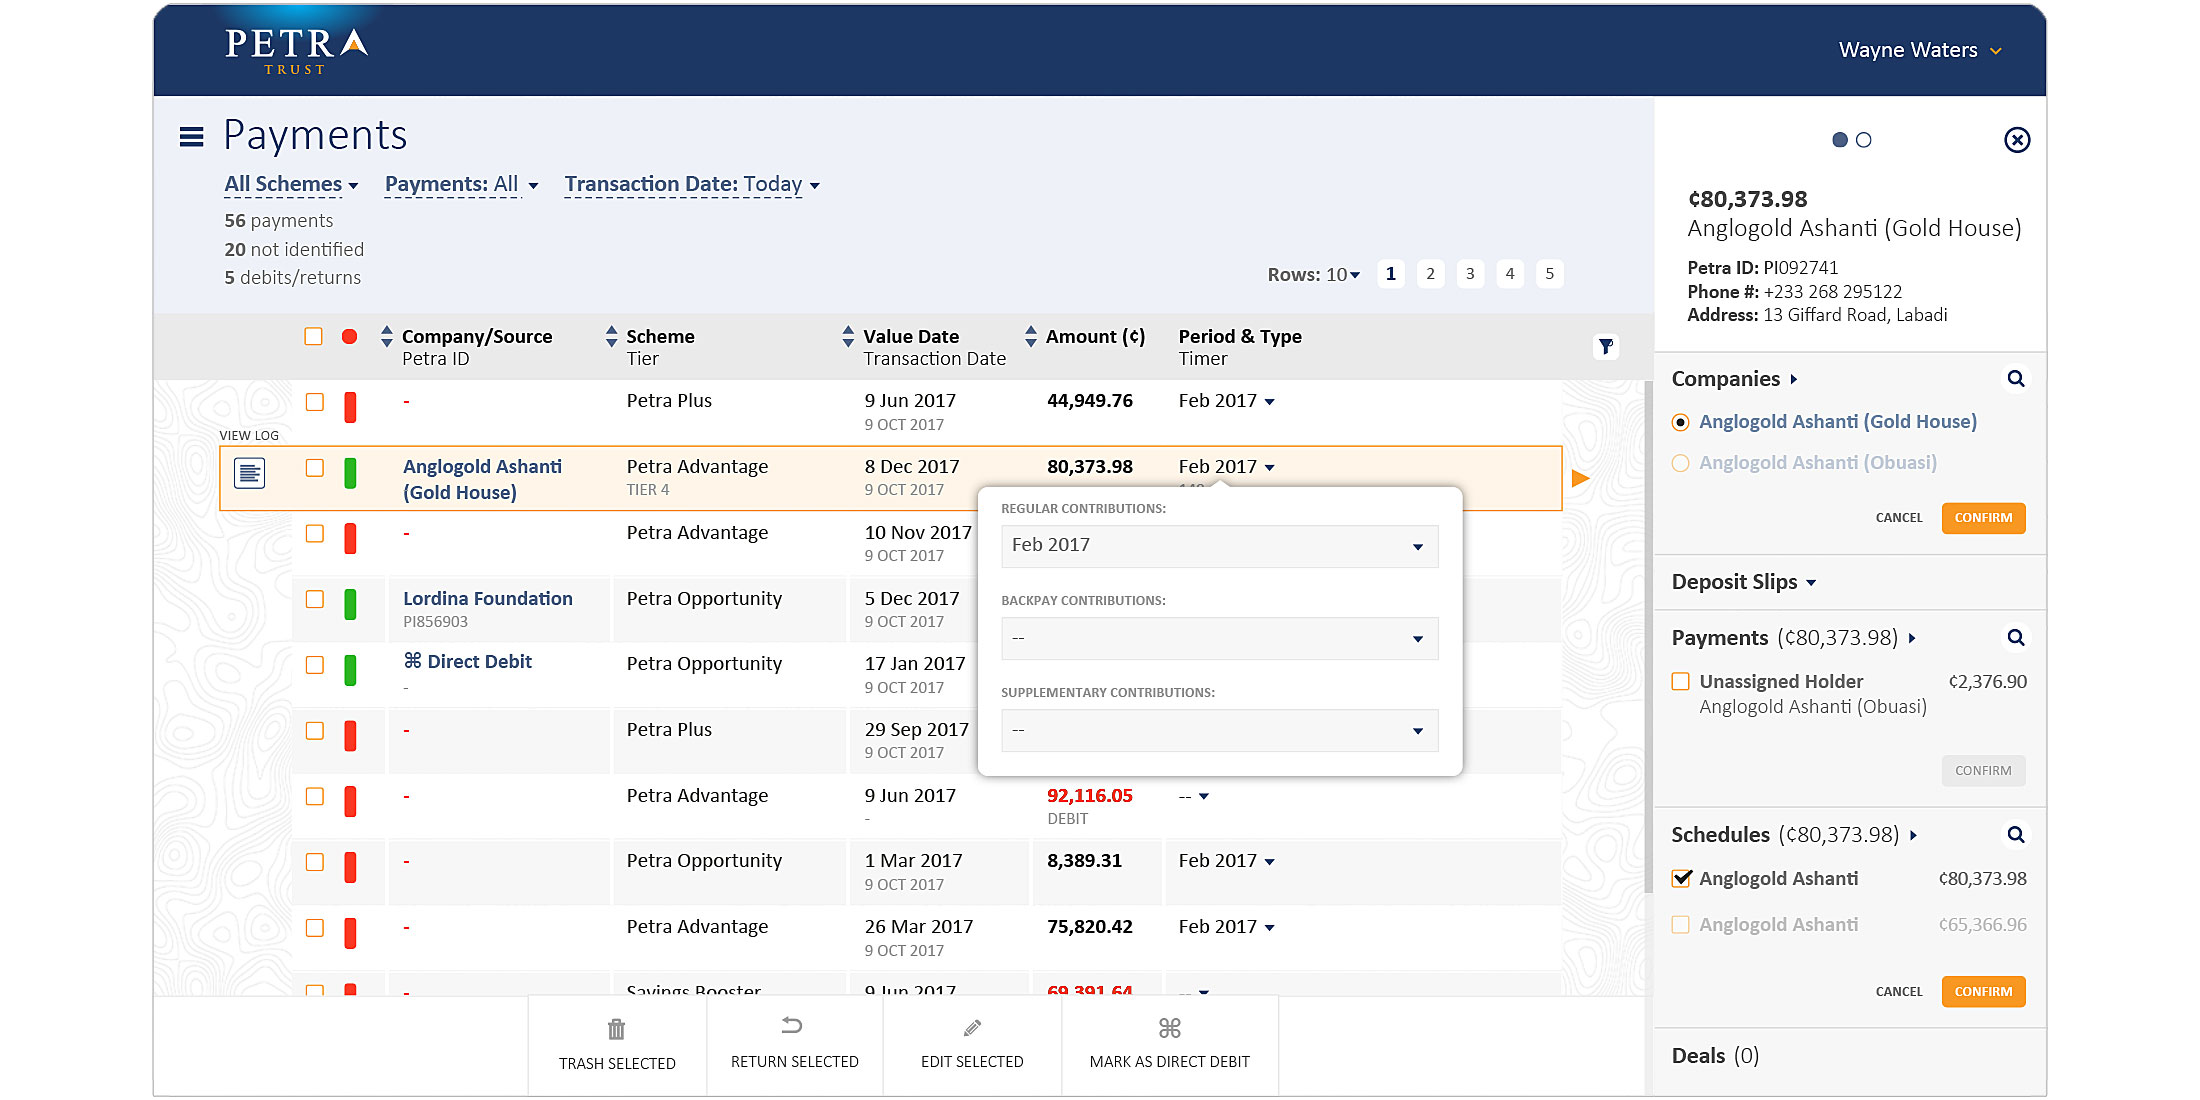 PETRA
TRUST
Wayne Waters
Payments
All Schemes Payments: All Transaction Date: Today
56 payments
20 not identified
5 debits/returns
Rows: 10 1 2 3 4 5
Company/Source Scheme Value Date Amount (¢) Period & Type
Petra ID Tier Transaction Date Timer
- Petra Plus 9 Jun 2017 44,949.76 Feb 2017
9 OCT 2017
VIEW LOG
Anglogold Ashanti Petra Advantage 8 Dec 2017 80,373.98 Feb 2017
(Gold House) TIER 4 9 OCT 2017
- Petra Advantage 10 Nov 2017
9 OCT 2017
Lordina Foundation Petra Opportunity 5 Dec 2017
PI856903 9 OCT 2017
⌘ Direct Debit Petra Opportunity 17 Jan 2017
- 9 OCT 2017
- Petra Plus 29 Sep 2017
9 OCT 2017
- Petra Advantage 9 Jun 2017 92,116.05 --
- DEBIT
- Petra Opportunity 1 Mar 2017 8,389.31 Feb 2017
9 OCT 2017
- Petra Advantage 26 Mar 2017 75,820.42 Feb 2017
9 OCT 2017
- Savings Booster 9 Jun 2017 69,391.64 --
REGULAR CONTRIBUTIONS:
Feb 2017
BACKPAY CONTRIBUTIONS:
--
SUPPLEMENTARY CONTRIBUTIONS:
--
TRASH SELECTED RETURN SELECTED EDIT SELECTED MARK AS DIRECT DEBIT
¢80,373.98
Anglogold Ashanti (Gold House)
Petra ID: PI092741
Phone #: +233 268 295122
Address: 13 Giffard Road, Labadi
Companies
Anglogold Ashanti (Gold House)
Anglogold Ashanti (Obuasi)
CANCEL CONFIRM
Deposit Slips
Payments (¢80,373.98)
Unassigned Holder ¢2,376.90
Anglogold Ashanti (Obuasi)
CONFIRM
Schedules (¢80,373.98)
Anglogold Ashanti ¢80,373.98
Anglogold Ashanti ¢65,366.96
CANCEL CONFIRM
Deals (0)